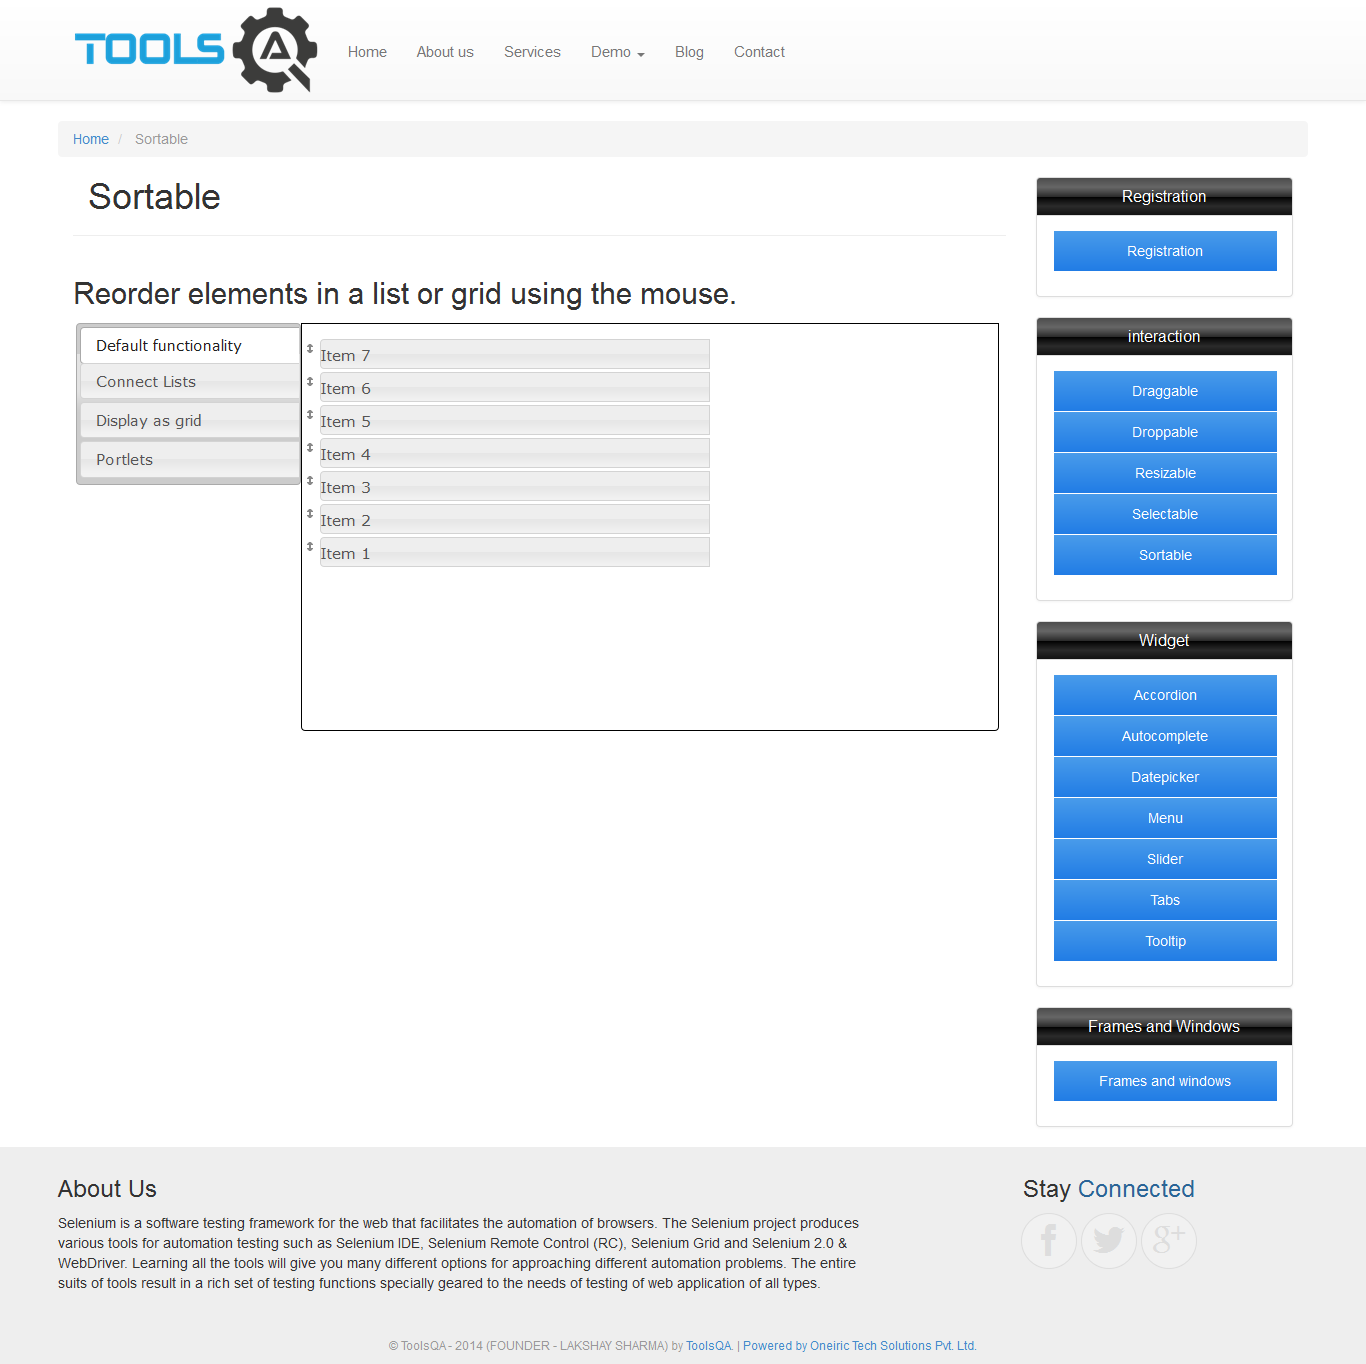 TOOLS QA
Home About us Services Demo Blog Contact
Home / Sortable
Sortable
Reorder elements in a list or grid using the mouse.
Default functionality
Connect Lists
Display as grid
Portlets
Item 7
Item 6
Item 5
Item 4
Item 3
Item 2
Item 1
Registration
Registration
interaction
Draggable
Droppable
Resizable
Selectable
Sortable
Widget
Accordion
Autocomplete
Datepicker
Menu
Slider
Tabs
Tooltip
Frames and Windows
Frames and windows
About Us
Selenium is a software testing framework for the web that facilitates the automation of browsers. The Selenium project produces
various tools for automation testing such as Selenium IDE, Selenium Remote Control (RC), Selenium Grid and Selenium 2.0 &
WebDriver. Learning all the tools will give you many different options for approaching different automation problems. The entire
suits of tools result in a rich set of testing functions specially geared to the needs of testing of web application of all types.
Stay Connected
f g+
© ToolsQA - 2014 (FOUNDER - LAKSHAY SHARMA) by ToolsQA. | Powered by Oneiric Tech Solutions Pvt. Ltd.